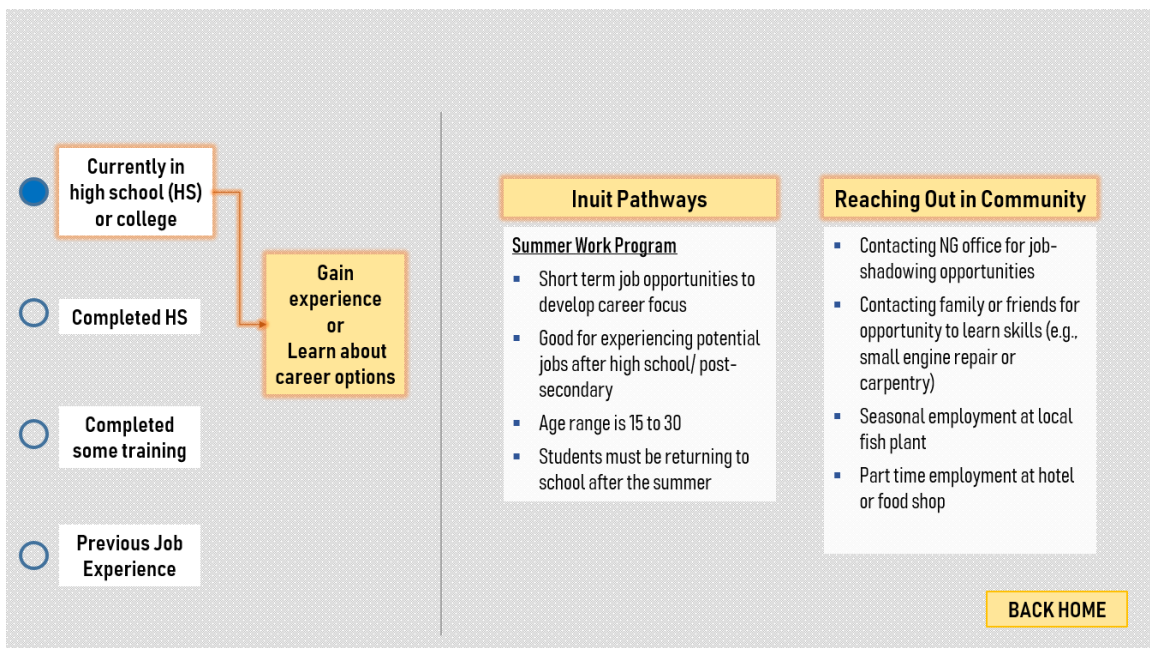 Currently in
high school (HS)
or college
Completed HS
Completed
some training
Previous Job
Experience
Gain
experience
or
Learn about
career options
Inuit Pathways
Summer Work Program
▪ Short term job opportunities to
develop career focus
▪ Good for experiencing potential
jobs after high school/ post-
secondary
▪ Age range is 15 to 30
▪ Students must be returning to
school after the summer
Reaching Out in Community
▪ Contacting NG office for job-
shadowing opportunities
▪ Contacting family or friends for
opportunity to learn skills (e.g.,
small engine repair or
carpentry)
▪ Seasonal employment at local
fish plant
▪ Part time employment at hotel
or food shop
BACK HOME